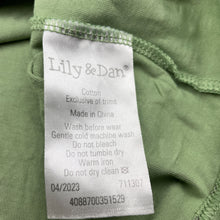 Lily & Dan
Cotton
Exclusive of trims
Made in China
Wash before wear
Gentle cold machine wash
Do not bleach
Do not tumble dry
Warm iron
Do not dry clean
04/2023 711307
4088700351529